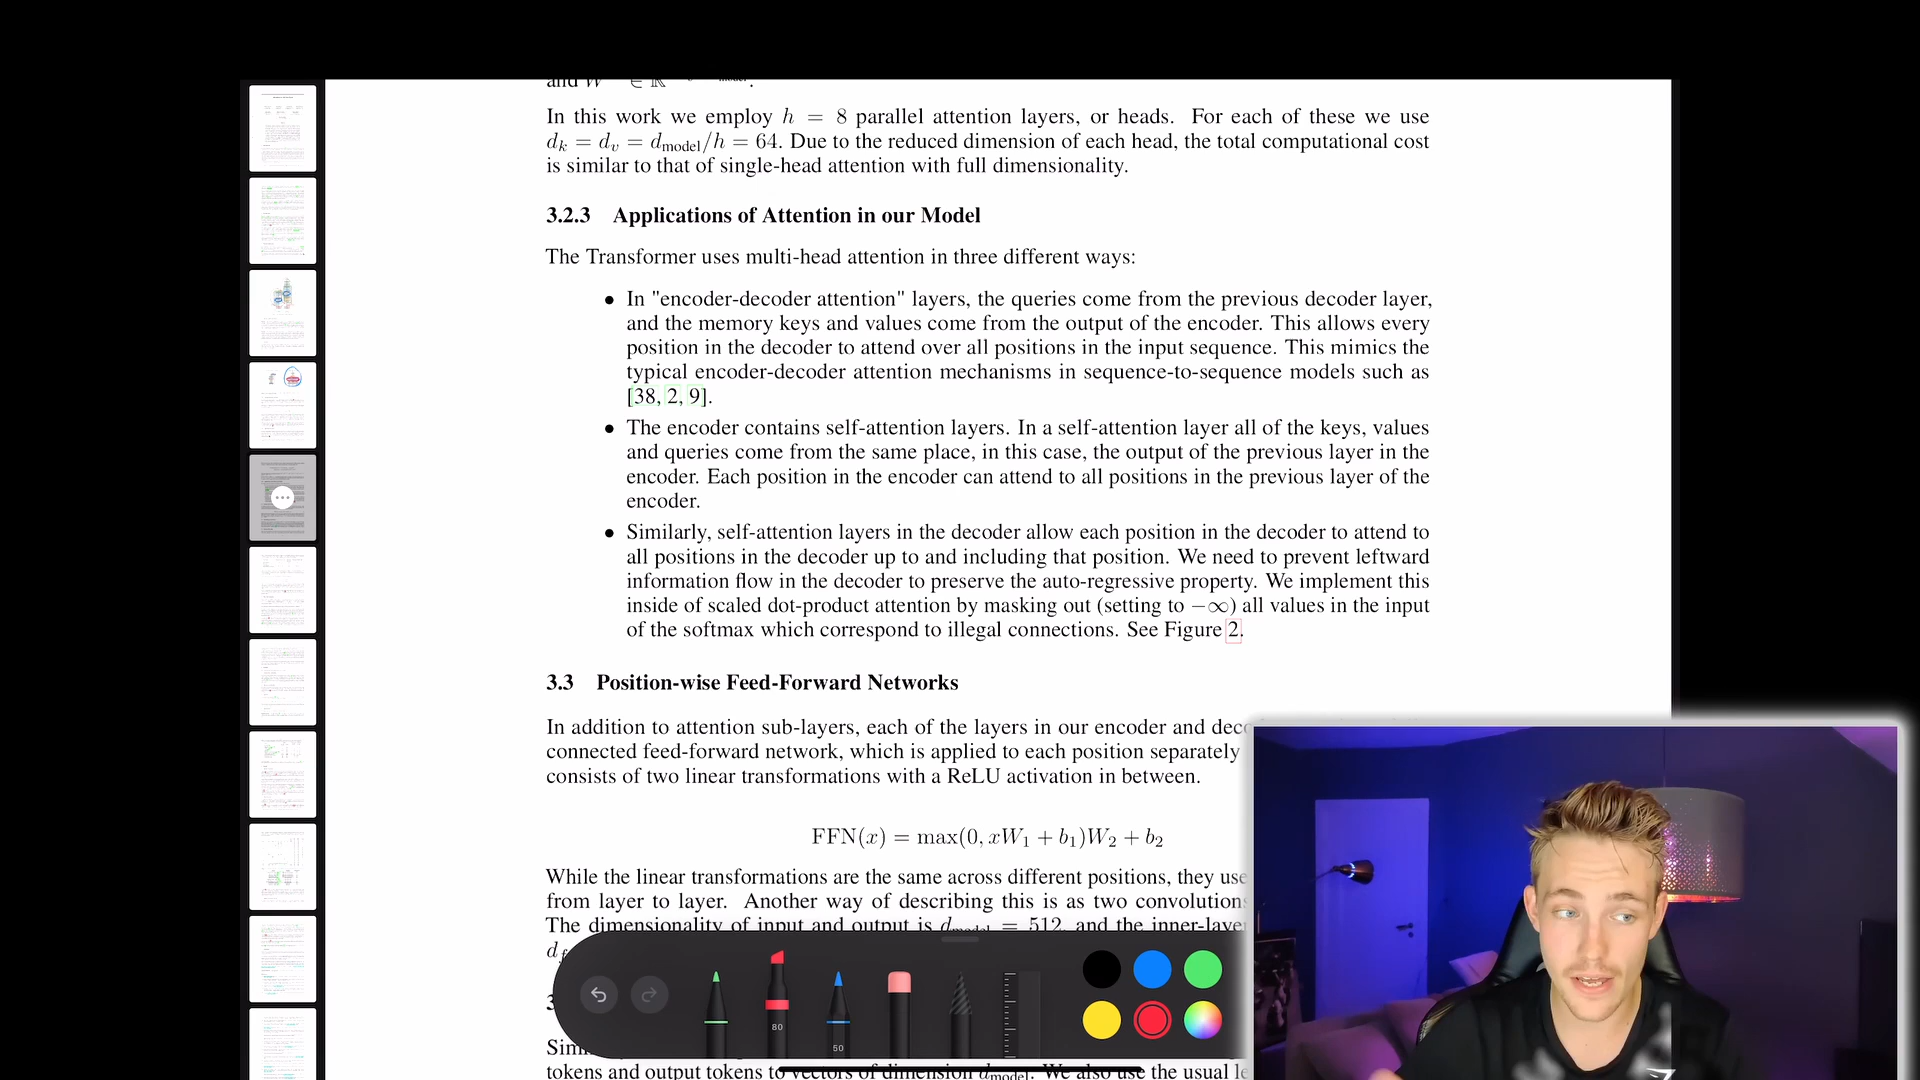 In this work we employ h = 8 parallel attention layers, or heads. For each of these we use
d_k = d_v = d_model/h = 64. Due to the reduced dimension of each head, the total computational cost
is similar to that of single-head attention with full dimensionality.
3.2.3 Applications of Attention in our Model
The Transformer uses multi-head attention in three different ways:
• In "encoder-decoder attention" layers, the queries come from the previous decoder layer,
and the memory keys and values come from the output of the encoder. This allows every
position in the decoder to attend over all positions in the input sequence. This mimics the
typical encoder-decoder attention mechanisms in sequence-to-sequence models such as
[38, 2, 9].
• The encoder contains self-attention layers. In a self-attention layer all of the keys, values
and queries come from the same place, in this case, the output of the previous layer in the
encoder. Each position in the encoder can attend to all positions in the previous layer of the
encoder.
• Similarly, self-attention layers in the decoder allow each position in the decoder to attend to
all positions in the decoder up to and including that position. We need to prevent leftward
information flow in the decoder to preserve the auto-regressive property. We implement this
inside of scaled dot-product attention by masking out (setting to −∞) all values in the input
of the softmax which correspond to illegal connections. See Figure 2.
3.3 Position-wise Feed-Forward Networks
In addition to attention sub-layers, each of the layers in our encoder and
connected feed-forward network, which is applied to each position separately
consists of two linear transformations with a ReLU activation in between.
FFN(x) = max(0, xW_1 + b_1)W_2 + b_2
While the linear transformations are the same across different positions, they use
from layer to layer. Another way of describing this is as two convolutions
The dimensionality of input and output is d_model = 512, and the
80
50
tokens and output tokens to vectors of dimension d_model. We also use the usual